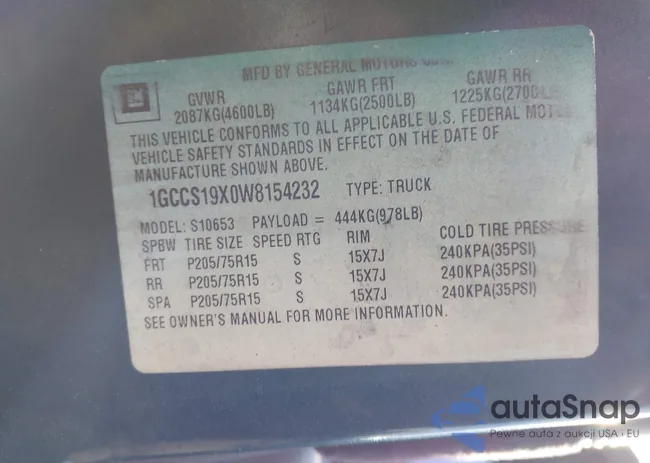 MFD BY GENERAL MOTORS
GM
GVWR GAWR FRT GAWR RR
2087KG(4600LB) 1134KG(2500LB) 1225KG(2700LB)
THIS VEHICLE CONFORMS TO ALL APPLICABLE U.S. FEDERAL MOTOR
VEHICLE SAFETY STANDARDS IN EFFECT ON THE DATE OF
MANUFACTURE SHOWN ABOVE.
1GCCS19X0W8154232 TYPE: TRUCK
MODEL: S10653 PAYLOAD = 444KG(978LB)
SPBW TIRE SIZE SPEED RTG RIM COLD TIRE PRESSURE
FRT P205/75R15 S 15X7J 240KPA(35PSI)
RR P205/75R15 S 15X7J 240KPA(35PSI)
SPA P205/75R15 S 15X7J 240KPA(35PSI)
SEE OWNER'S MANUAL FOR MORE INFORMATION.
autaSnap
Pewne auta z aukcji USA · EU